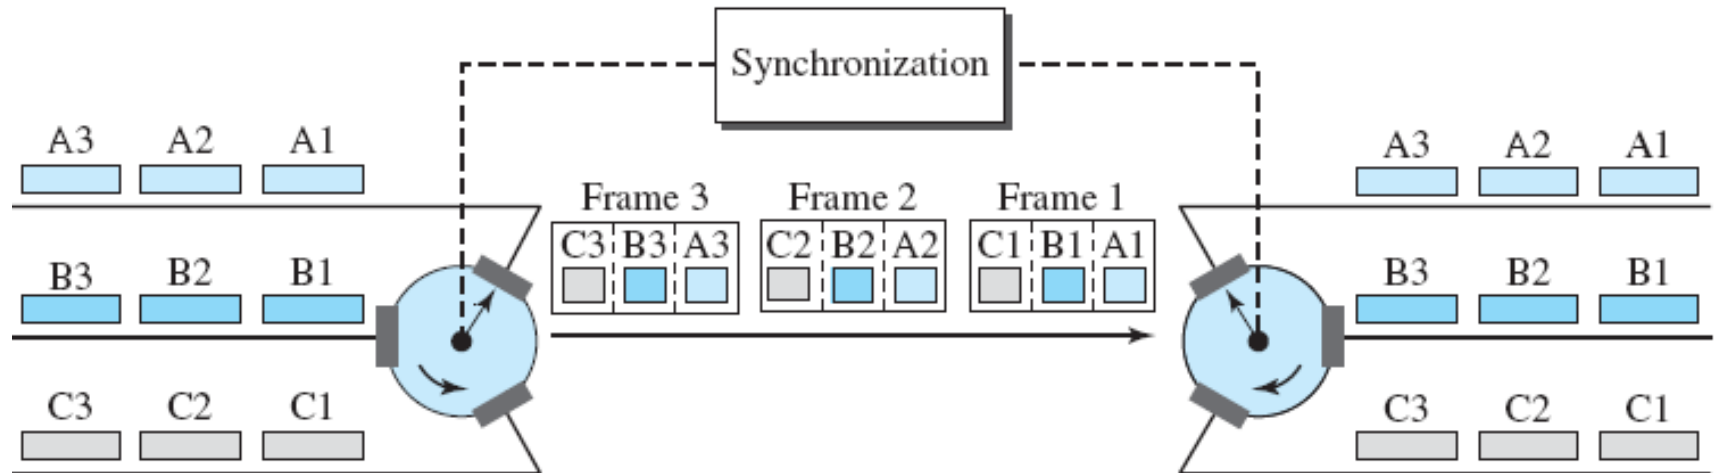 Synchronization
A3 A2 A1
A3 A2 A1
Frame 3 Frame 2 Frame 1
C3 B3 A3 C2 B2 A2 C1 B1 A1
B3 B2 B1
B3 B2 B1
C3 C2 C1
C3 C2 C1